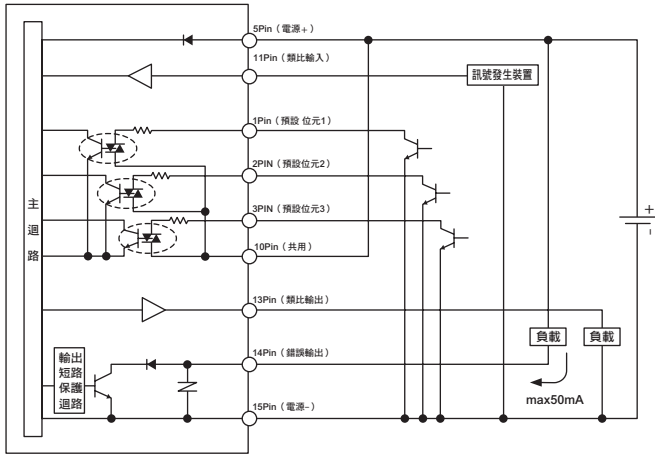 5Pin（電源+）
11Pin（類比輸入）
訊號發生裝置
1Pin（預設 位元1）
2PIN（預設位元2）
3PIN（預設位元3）
10Pin（共用）
主
迴
路
+
-
13Pin（類比輸出）
負載
負載
14Pin（錯誤輸出）
輸出
短路
保護
迴路
max50mA
15Pin（電源-）